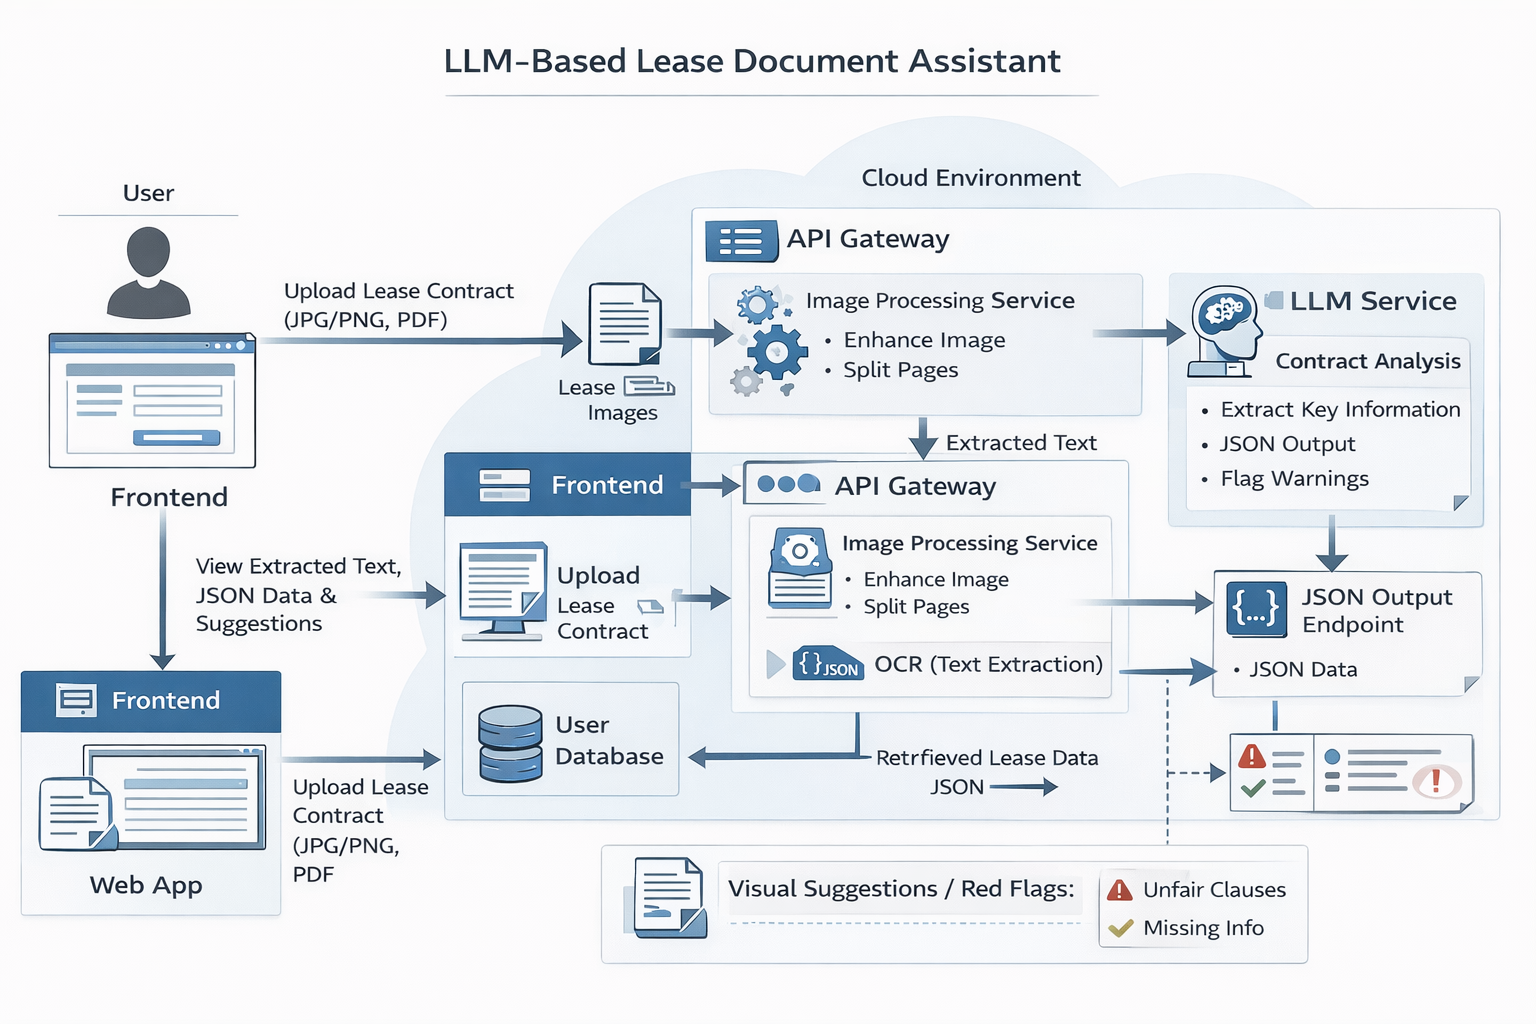 LLM-Based Lease Document Assistant
Cloud Environment
User
API Gateway
Upload Lease Contract
(JPG/PNG, PDF)
Image Processing Service
• Enhance Image
• Split Pages
LLM Service
Contract Analysis
• Extract Key Information
• JSON Output
• Flag Warnings
Lease
Images
Frontend
Extracted Text
Frontend
API Gateway
View Extracted Text,
JSON Data &
Suggestions
Upload
Lease
Contract
Image Processing Service
• Enhance Image
• Split Pages
{} JSON
OCR (Text Extraction)
{...}
JSON Output
Endpoint
• JSON Data
Frontend
Web App
Upload Lease
Contract
(JPG/PNG,
PDF
User
Database
Retrfieved Lease Data
JSON
Visual Suggestions / Red Flags:
Unfair Clauses
Missing Info